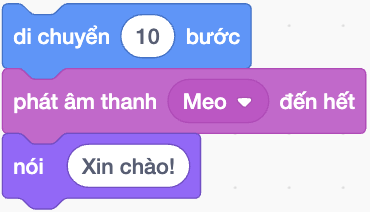 di chuyển 10 bước
phát âm thanh Meo đến hết
nói Xin chào!